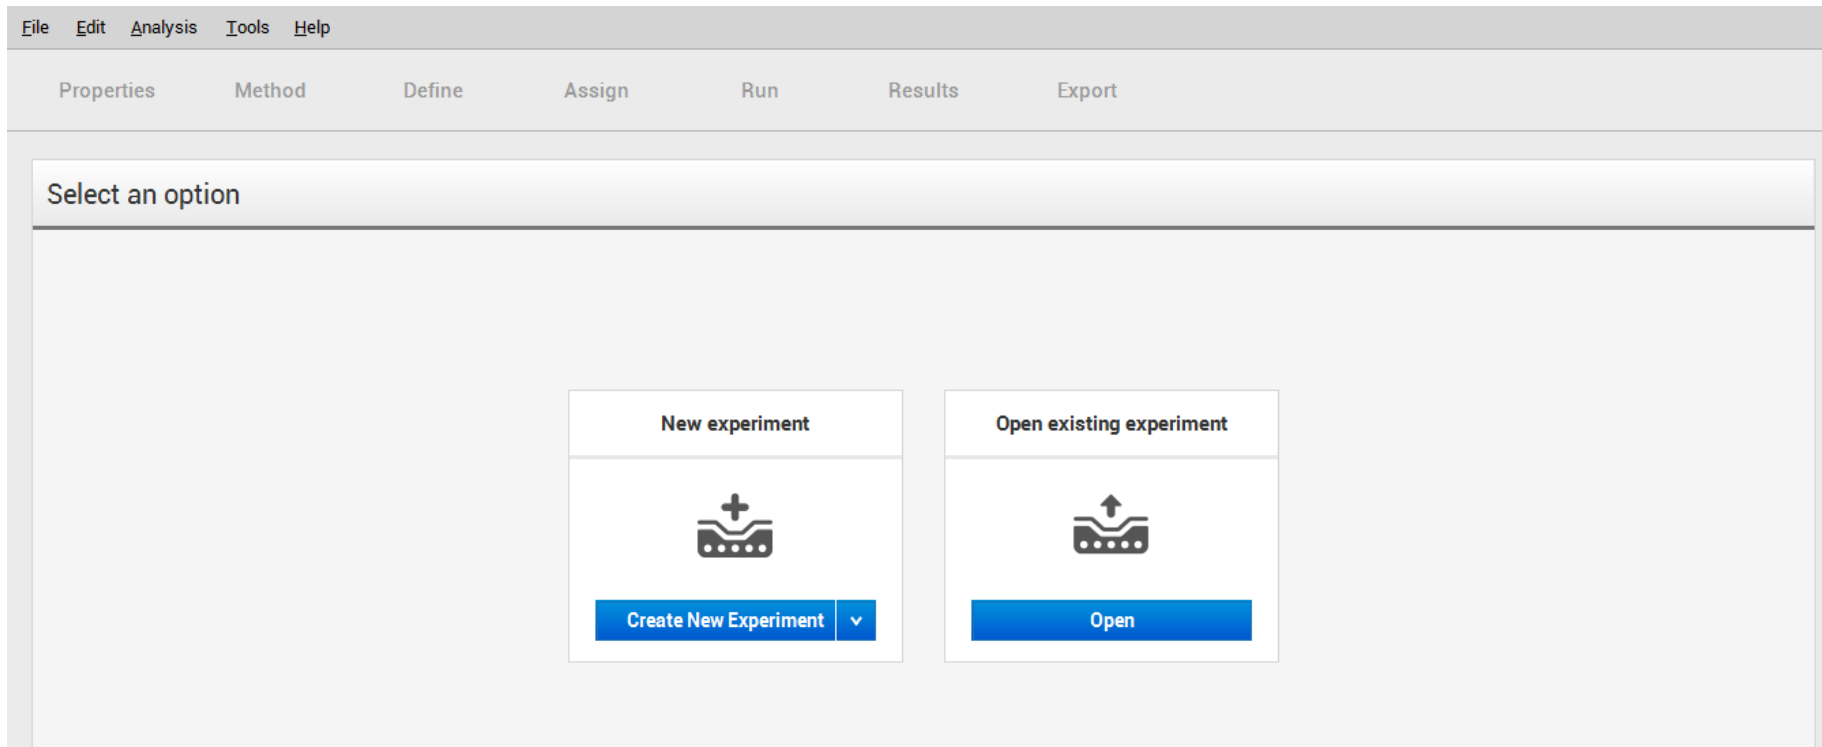 File Edit Analysis Tools Help
Properties Method Define Assign Run Results Export
Select an option
New experiment
Create New Experiment
Open existing experiment
Open